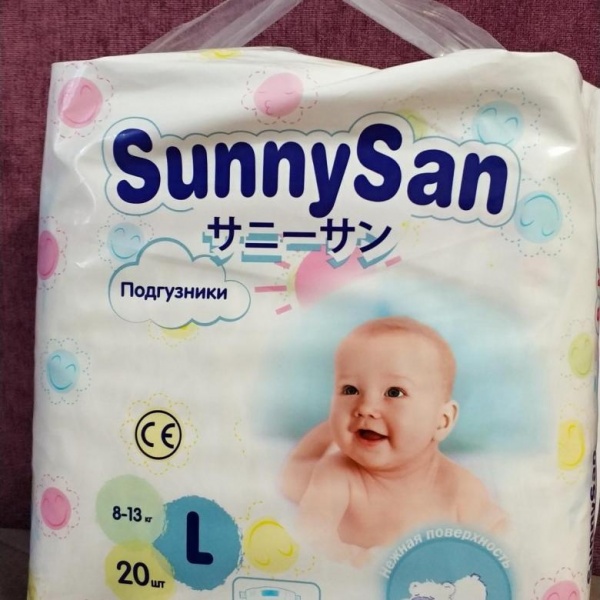 SunnySan
サニーサン
Подгузники
CE
8-13 кг
L
20 шт
Нежная поверхность